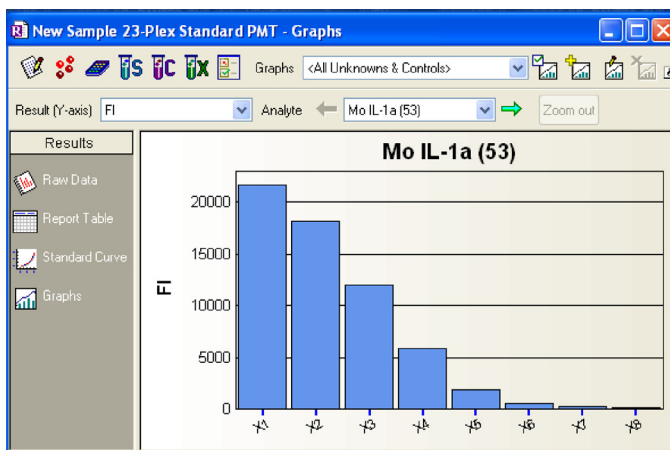 New Sample 23-Plex Standard PMT - Graphs
S C X Graphs <All Unknowns & Controls>
Result (Y-axis) FI Analyte Mo IL-1a (53) Zoom out
Results
Raw Data
Report Table
Standard Curve
Graphs
Mo IL-1a (53)
FI
20000
15000
10000
5000
0
X1 X2 X3 X4 X5 X6 X7 X8